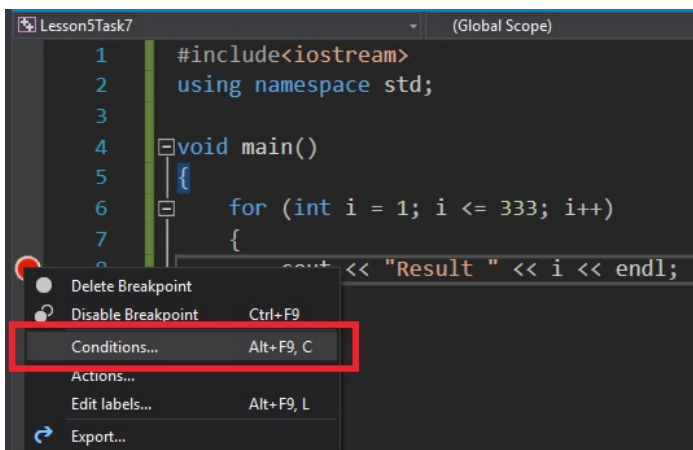 Lesson5Task7 (Global Scope)
1 #include<iostream>
2 using namespace std;
3
4 void main()
5 {
6 for (int i = 1; i <= 333; i++)
7 {
8 cout << "Result " << i << endl;
Delete Breakpoint
Disable Breakpoint Ctrl+F9
Conditions... Alt+F9, C
Actions...
Edit labels... Alt+F9, L
Export...